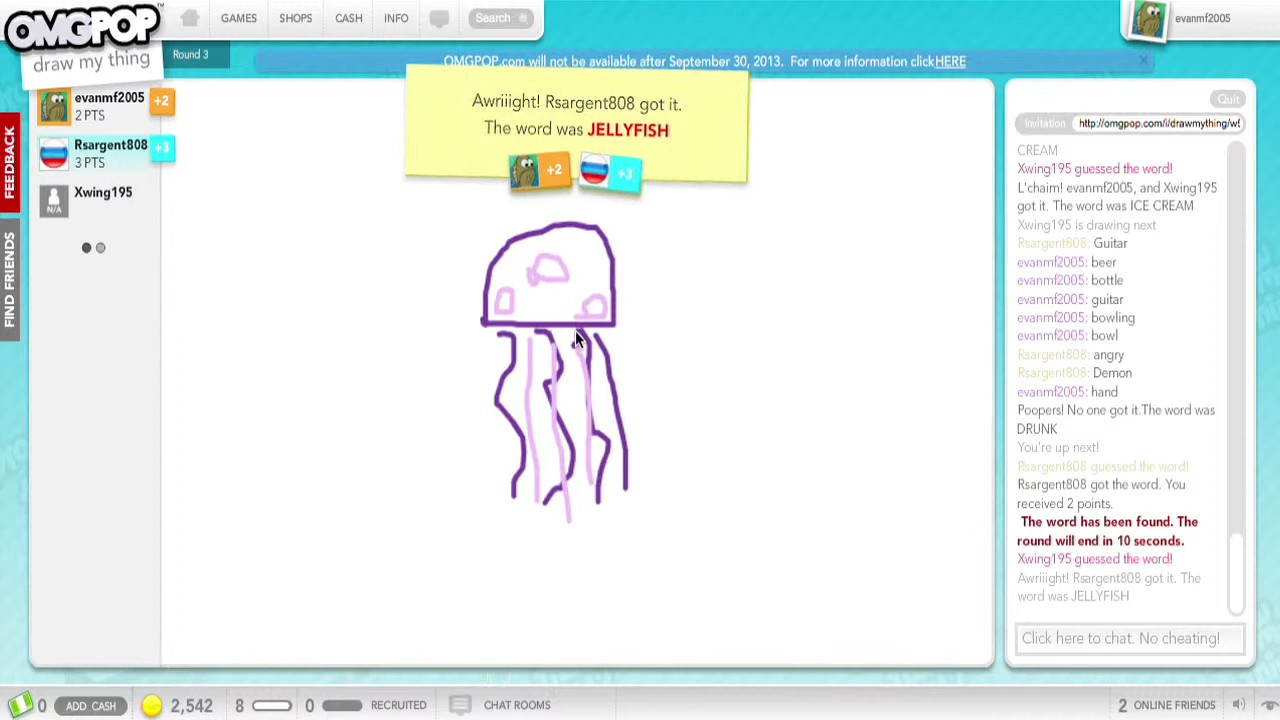 OMGPOP™
draw my thing
GAMES
SHOPS
CASH
INFO
Search
evanmf2005
Round 3
OMGPOP.com will not be available after September 30, 2013. For more information clickHERE
FEEDBACK
FIND FRIENDS
evanmf2005
2 PTS
+2
Rsargent808
3 PTS
+3
N/A
Xwing195
Awriiight! Rsargent808 got it.
The word was JELLYFISH
+2
+3
Quit
Invitation
http://omgpop.com/i/drawmything/w
CREAM
Xwing195 guessed the word!
L'chaim! evanmf2005, and Xwing195
got it. The word was ICE CREAM
Xwing195 is drawing next
Rsargent808: Guitar
evanmf2005: beer
evanmf2005: bottle
evanmf2005: guitar
evanmf2005: bowling
evanmf2005: bowl
Rsargent808: angry
Rsargent808: Demon
evanmf2005: hand
Poopers! No one got it.The word was
DRUNK
You're up next!
Rsargent808 guessed the word!
Rsargent808 got the word. You
received 2 points.
The word has been found. The
round will end in 10 seconds.
Xwing195 guessed the word!
Awriiight! Rsargent808 got it. The
word was JELLYFISH
Click here to chat. No cheating!
0
ADD CASH
2,542
8
0
RECRUITED
CHAT ROOMS
2 ONLINE FRIENDS